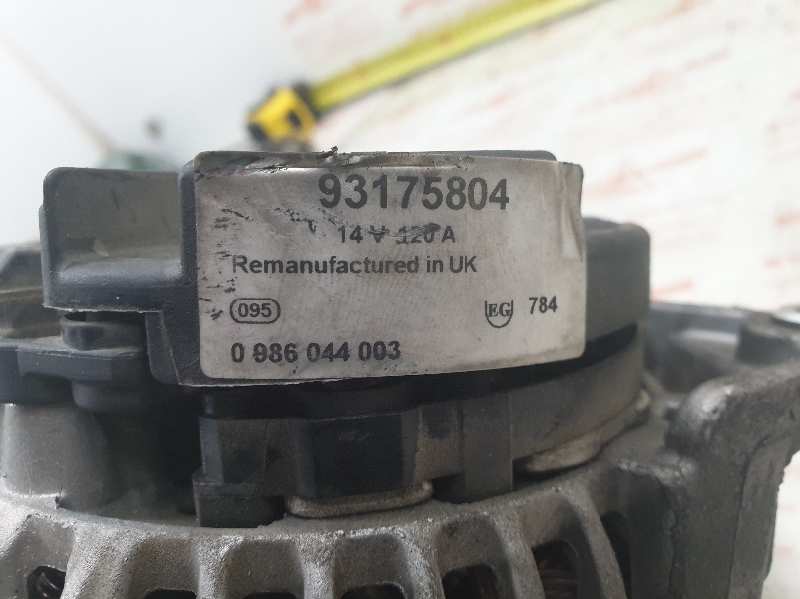 93175804
14 V 120 A
Remanufactured in UK
095 EG 784
0 986 044 003